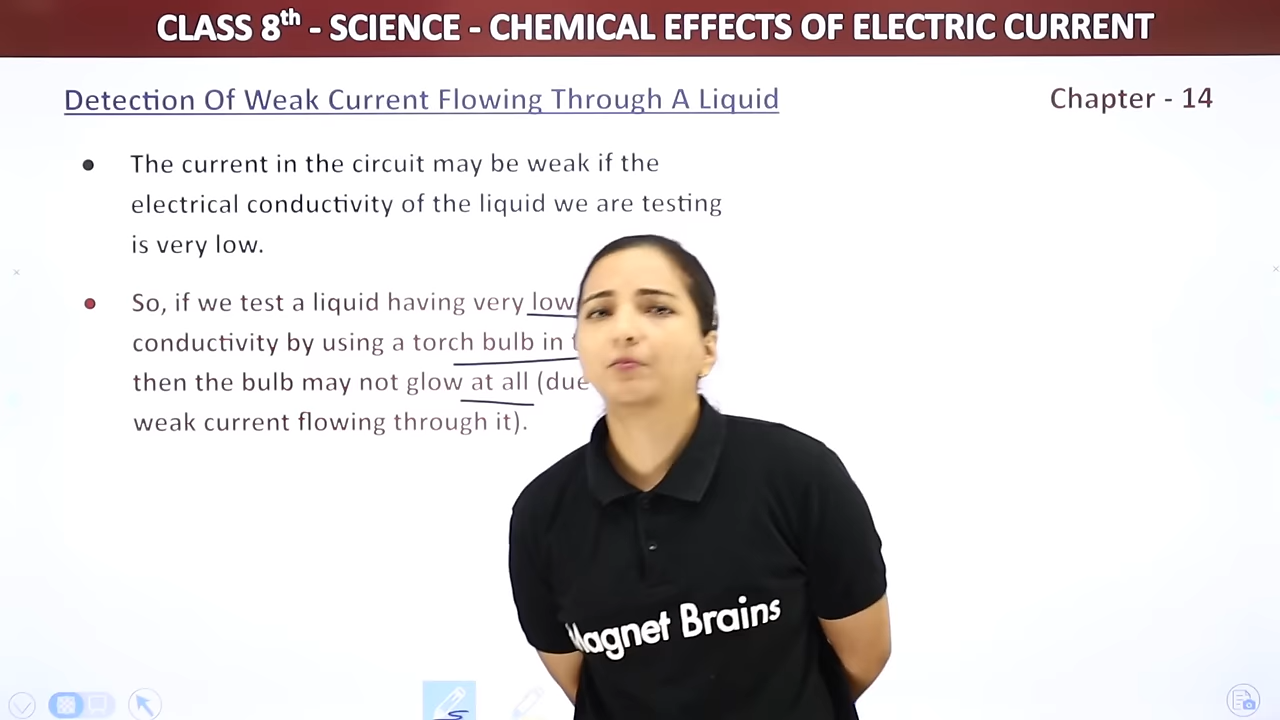 CLASS 8th - SCIENCE - CHEMICAL EFFECTS OF ELECTRIC CURRENT
Detection Of Weak Current Flowing Through A Liquid
Chapter - 14
• The current in the circuit may be weak if the
electrical conductivity of the liquid we are testing
is very low.
• So, if we test a liquid having very low
conductivity by using a torch bulb in
then the bulb may not glow at all (due
weak current flowing through it).
Magnet Brains